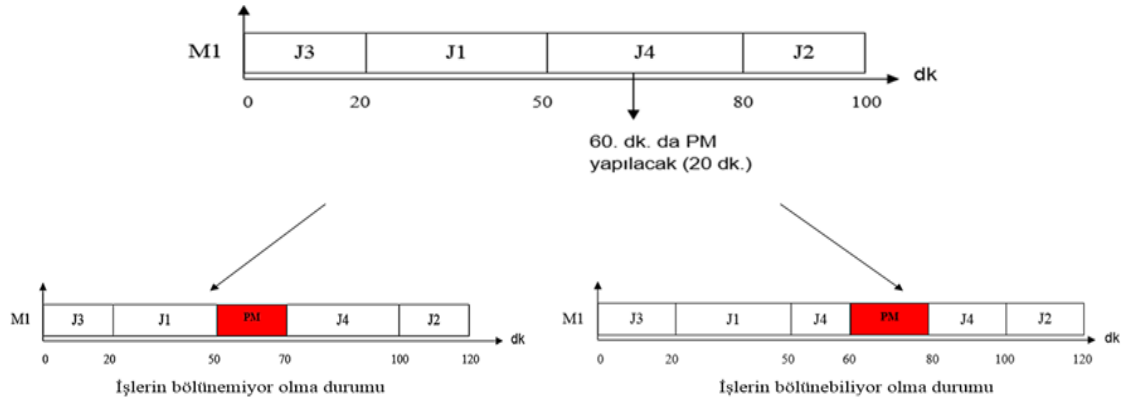 M1 J3 J1 J4 J2
dk
0 20 50 80 100
60. dk. da PM
yapılacak (20 dk.)
M1 J3 J1 PM J4 J2
dk
0 20 50 70 100 120
İşlerin bölünemiyor olma durumu
M1 J3 J1 J4 PM J4 J2
dk
0 20 50 60 80 100 120
İşlerin bölünebiliyor olma durumu